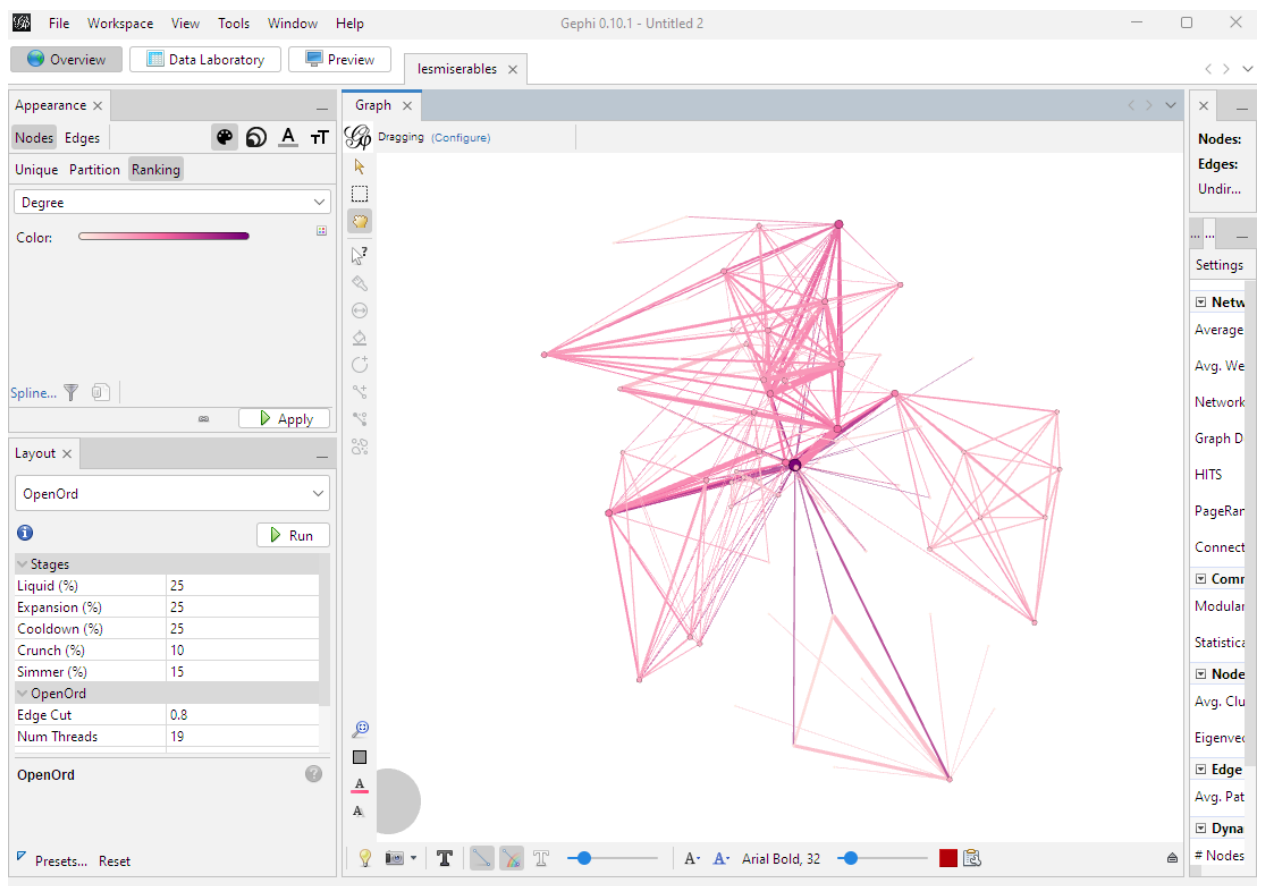 File Workspace View Tools Window Help Gephi 0.10.1 - Untitled 2
Overview Data Laboratory Preview lesmiserables
Appearance
Nodes Edges
Unique Partition Ranking
Degree
Color:
Spline...
Apply
Layout
OpenOrd
Run
Stages
Liquid (%) 25
Expansion (%) 25
Cooldown (%) 25
Crunch (%) 10
Simmer (%) 15
OpenOrd
Edge Cut 0.8
Num Threads 19
OpenOrd
Presets... Reset
Graph
Dragging (Configure)
Arial Bold, 32
Nodes:
Edges:
Undir...
... ...
Settings
Netw
Average
Avg. We
Network
Graph D
HITS
PageRar
Connect
Comr
Modular
Statistica
Node
Avg. Clu
Eigenvec
Edge
Avg. Pat
Dyna
# Nodes